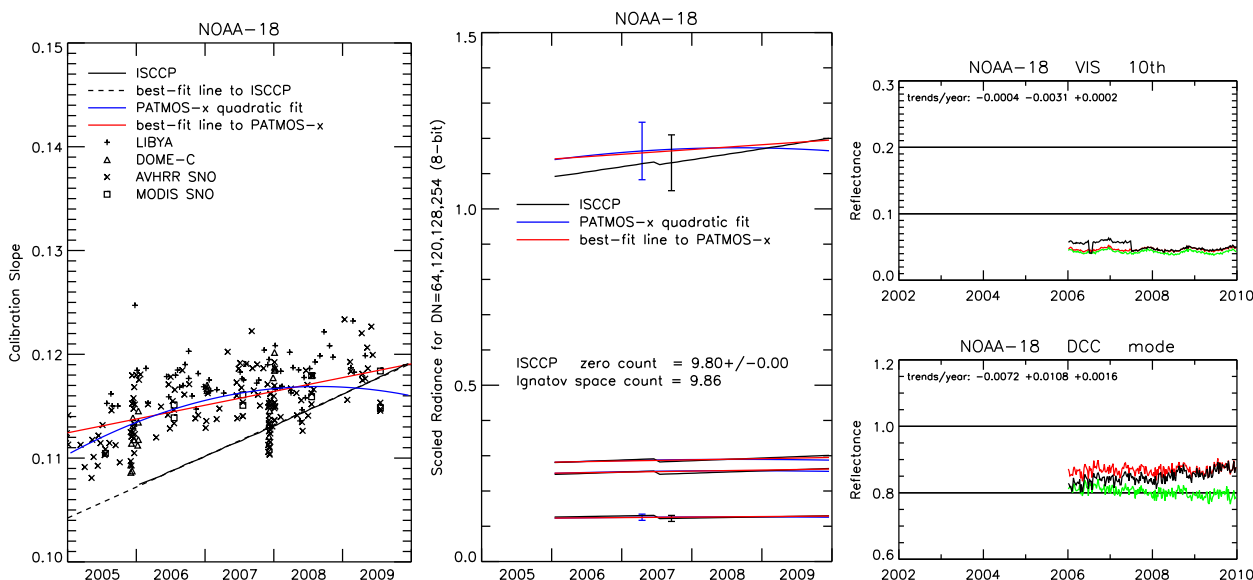 NOAA-18
Calibration Slope
0.15
0.14
0.13
0.12
0.11
0.10
ISCCP
best-fit line to ISCCP
PATMOS-x quadratic fit
best-fit line to PATMOS-x
LIBYA
DOME-C
AVHRR SNO
MODIS SNO
2005 2006 2007 2008 2009
NOAA-18
Scaled Radiance for DN=64,120,128,254 (8-bit)
1.5
1.0
0.5
0.0
ISCCP
PATMOS-x quadratic fit
best-fit line to PATMOS-x
ISCCP zero count = 9.80+/-0.00
Ignatov space count = 9.86
2005 2006 2007 2008 2009
NOAA-18 VIS 10th
Reflectance
0.3
0.2
0.1
0.0
trends/year: -0.0004 -0.0031 +0.0002
2002 2004 2006 2008 2010
NOAA-18 DCC mode
Reflectance
1.2
1.0
0.8
0.6
trends/year: -0.0072 +0.0108 +0.0016
2002 2004 2006 2008 2010